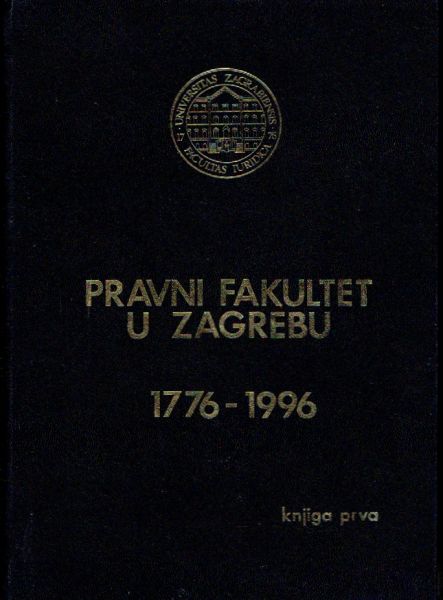 UNIVERSITAS ZAGRABIENSIS
17 76
FACULTAS IURIDICA
PRAVNI FAKULTET
U ZAGREBU
1776-1996
knjiga prva